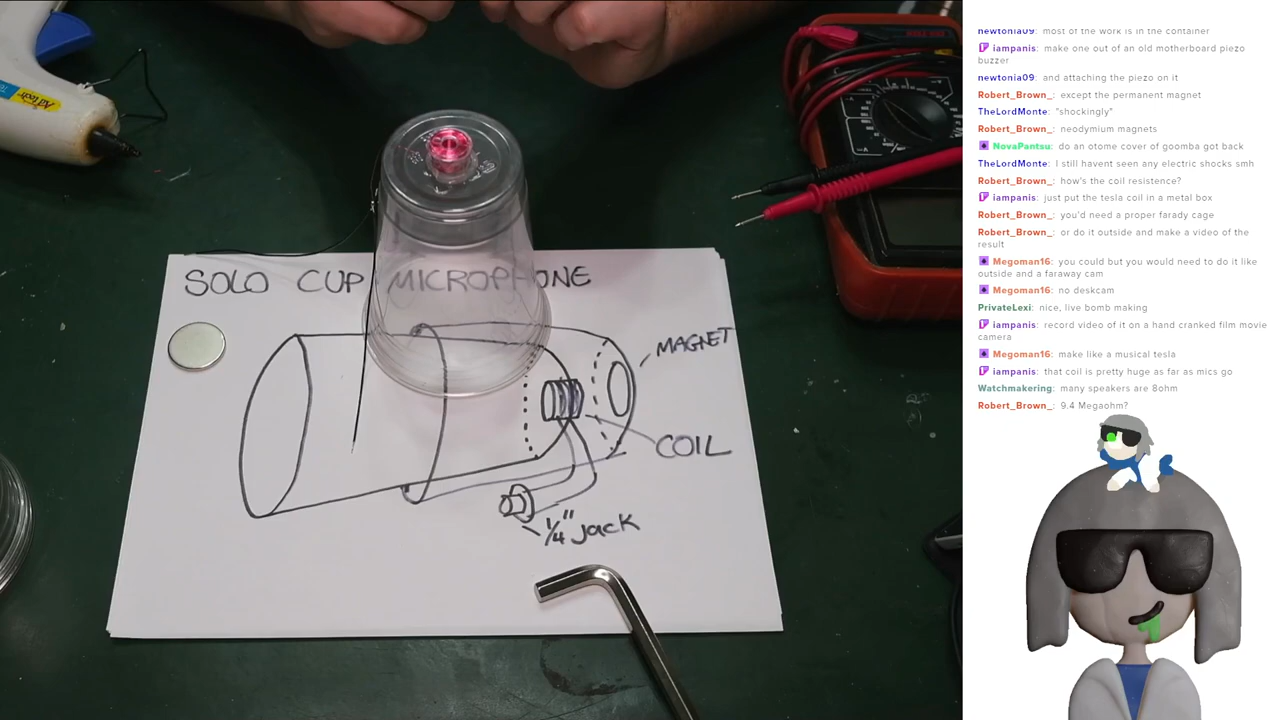 SOLO CUP MICROPHONE
MAGNET
COIL
1/4" Jack
newtonia09: most of the work is in the container
iampanis: make one out of an old motherboard piezo
buzzer
newtonia09: and attaching the piezo on it
Robert_Brown_: except the permanent magnet
TheLordMonte: "shockingly"
Robert_Brown_: neodymium magnets
NovaPantsu: do an otome cover of goomba got back
TheLordMonte: I still havent seen any electric shocks smh
Robert_Brown_: how's the coil resistence?
iampanis: just put the tesla coil in a metal box
Robert_Brown_: you'd need a proper farady cage
Robert_Brown_: or do it outside and make a video of the
result
Megoman16: you could but you would need to do it like
outside and a faraway cam
Megoman16: no deskcam
PrivateLexi: nice, live bomb making
iampanis: record video of it on a hand cranked film movie
camera
Megoman16: make like a musical tesla
iampanis: that coil is pretty huge as far as mics go
Watchmakering: many speakers are 8ohm
Robert_Brown_: 9.4 Megaohm?